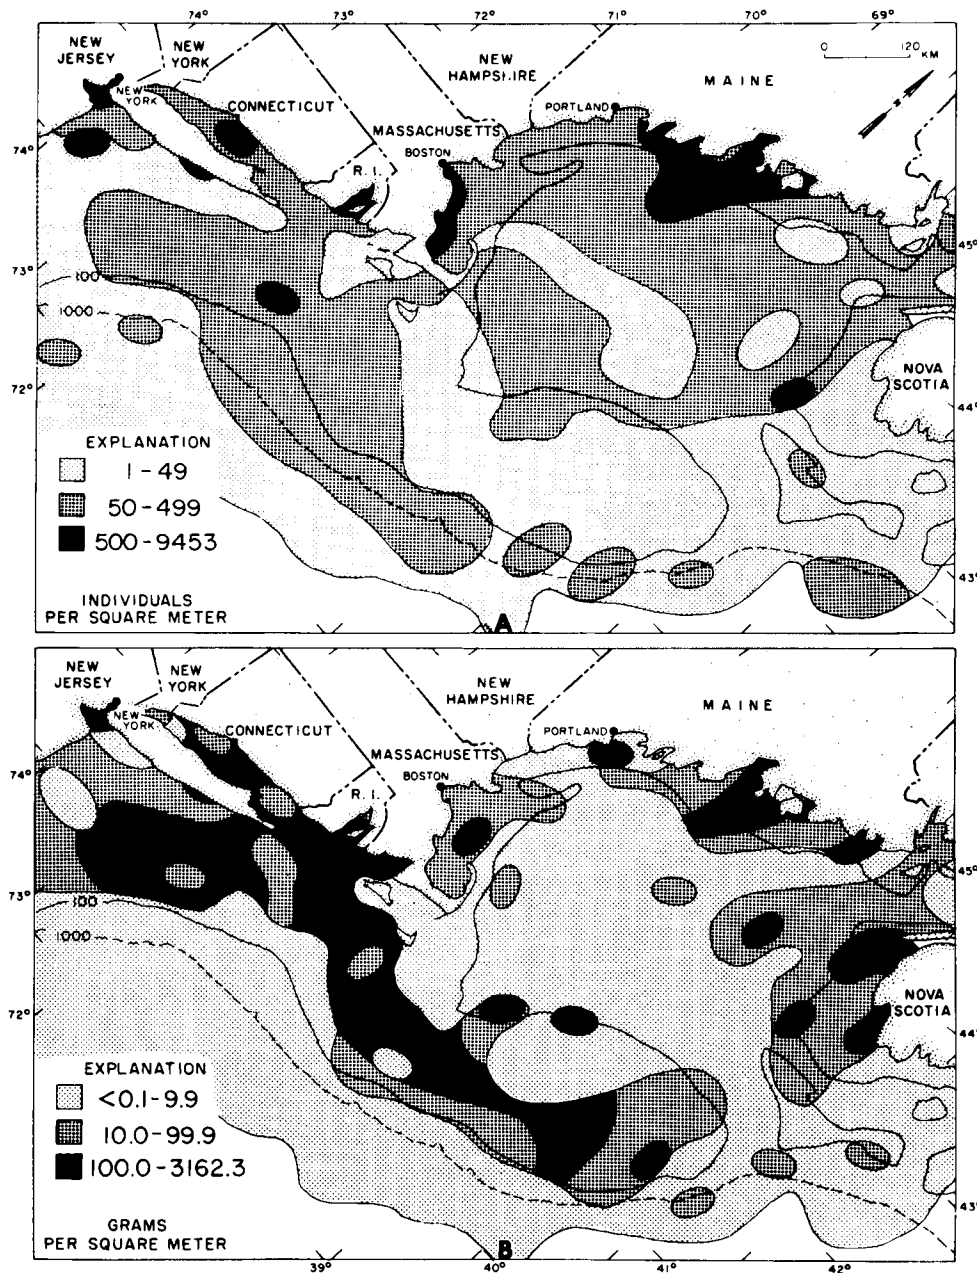 73° 72° 71° 70° 69°
NEW
JERSEY
NEW
YORK
NEW
YORK
CONNECTICUT
R. I.
MASSACHUSETTS
BOSTON
NEW
HAMPSHIRE
PORTLAND
MAINE
0 120 KM
74°
73°
72°
100
1000
45°
44°
43°
NOVA
SCOTIA
EXPLANATION
1-49
50-499
500-9453
INDIVIDUALS
PER SQUARE METER
A
NEW
JERSEY
NEW
YORK
NEW
YORK
CONNECTICUT
R. I.
MASSACHUSETTS
BOSTON
NEW
HAMPSHIRE
PORTLAND
MAINE
74°
73°
72°
100
1000
45°
44°
43°
NOVA
SCOTIA
EXPLANATION
<0.1-9.9
10.0-99.9
100.0-3162.3
GRAMS
PER SQUARE METER
B
39° 40° 41° 42°